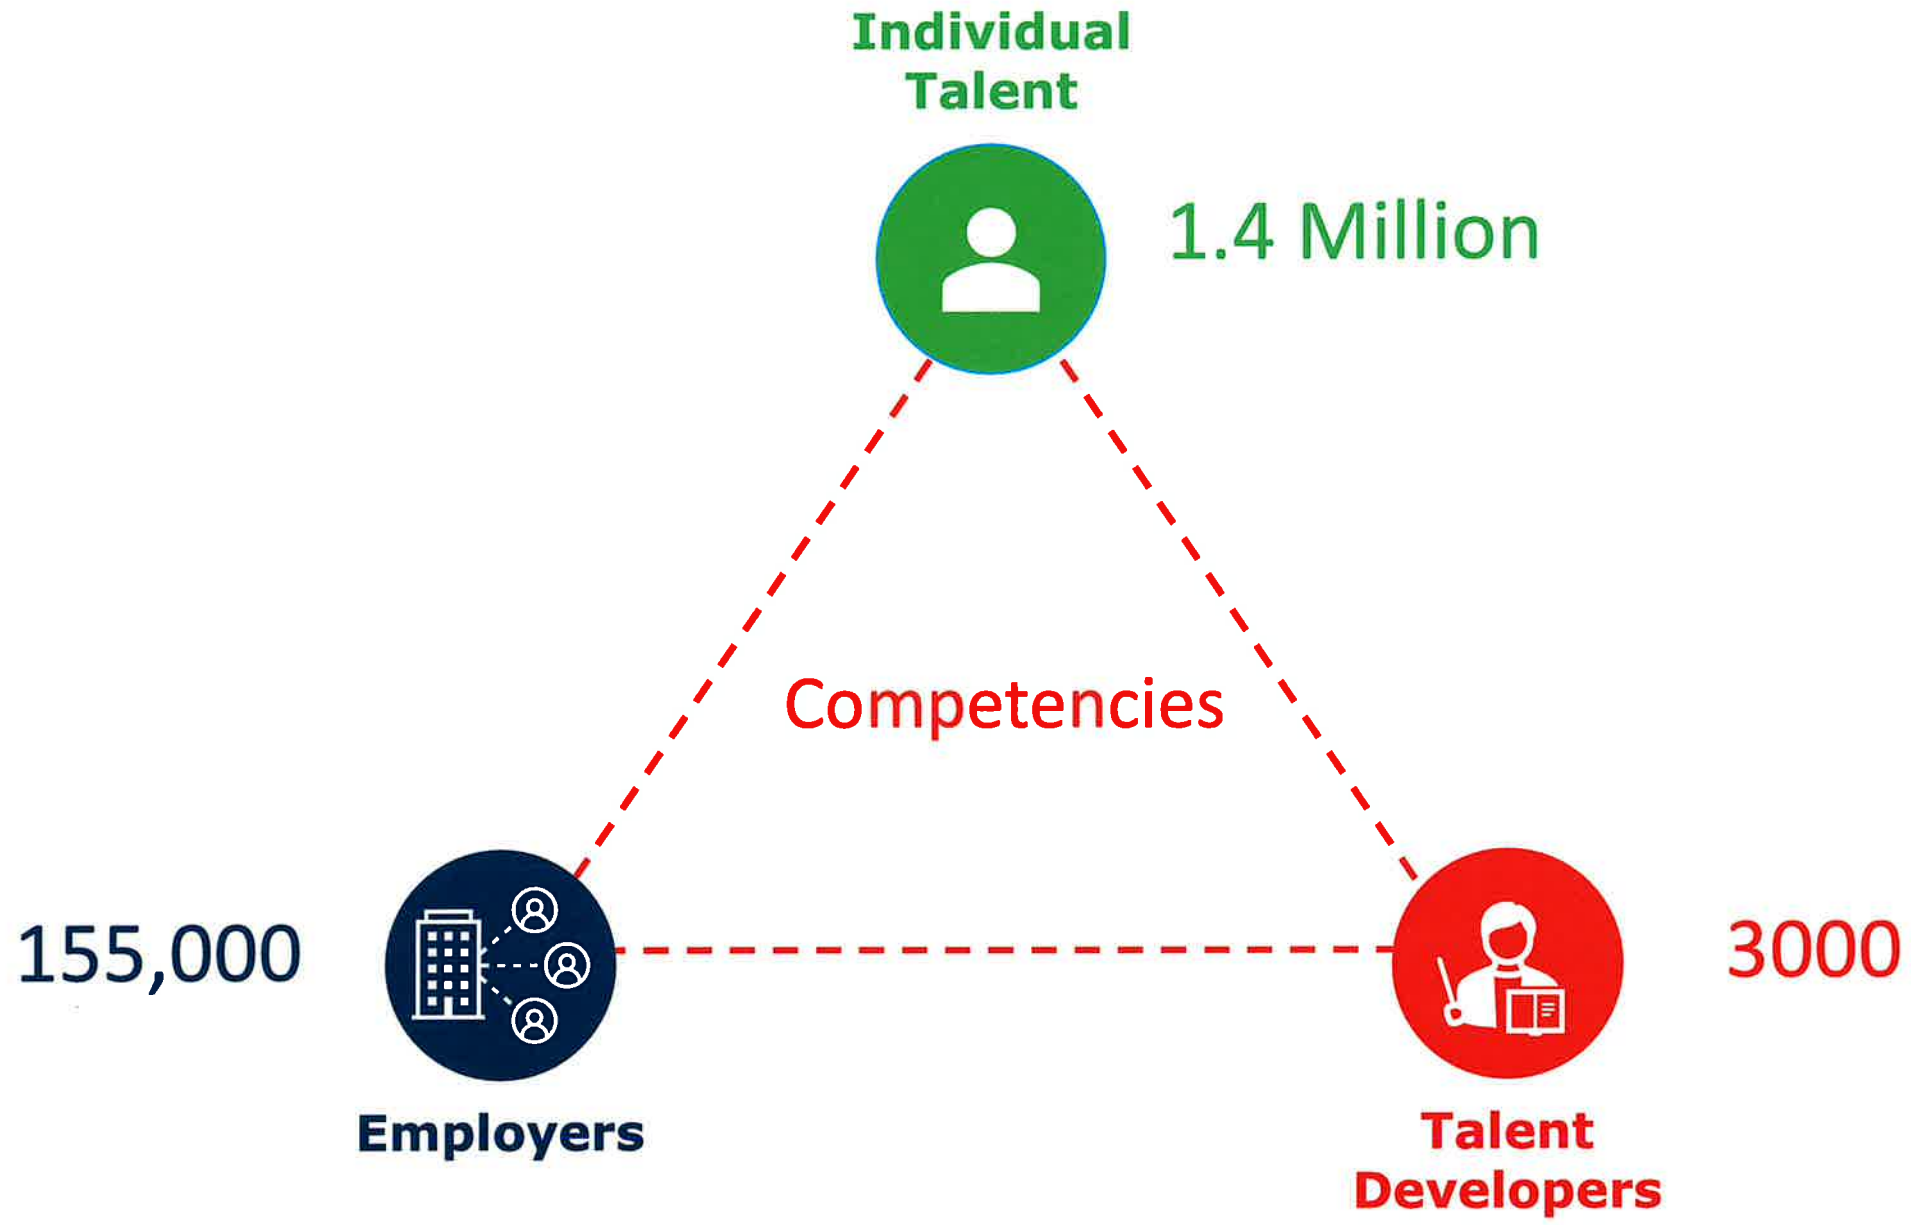 Individual
Talent
1.4 Million
Competencies
155,000
3000
Employers
Talent
Developers